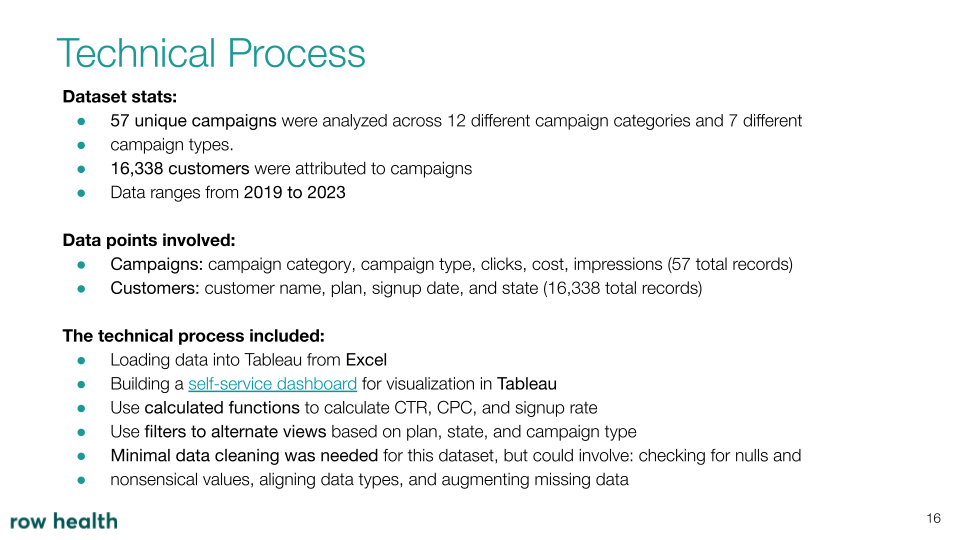 Technical Process
Dataset stats:
● 57 unique campaigns were analyzed across 12 different campaign categories and 7 different
● campaign types.
● 16,338 customers were attributed to campaigns
● Data ranges from 2019 to 2023
Data points involved:
● Campaigns: campaign category, campaign type, clicks, cost, impressions (57 total records)
● Customers: customer name, plan, signup date, and state (16,338 total records)
The technical process included:
● Loading data into Tableau from Excel
● Building a self-service dashboard for visualization in Tableau
● Use calculated functions to calculate CTR, CPC, and signup rate
● Use filters to alternate views based on plan, state, and campaign type
● Minimal data cleaning was needed for this dataset, but could involve: checking for nulls and
● nonsensical values, aligning data types, and augmenting missing data
row health
16